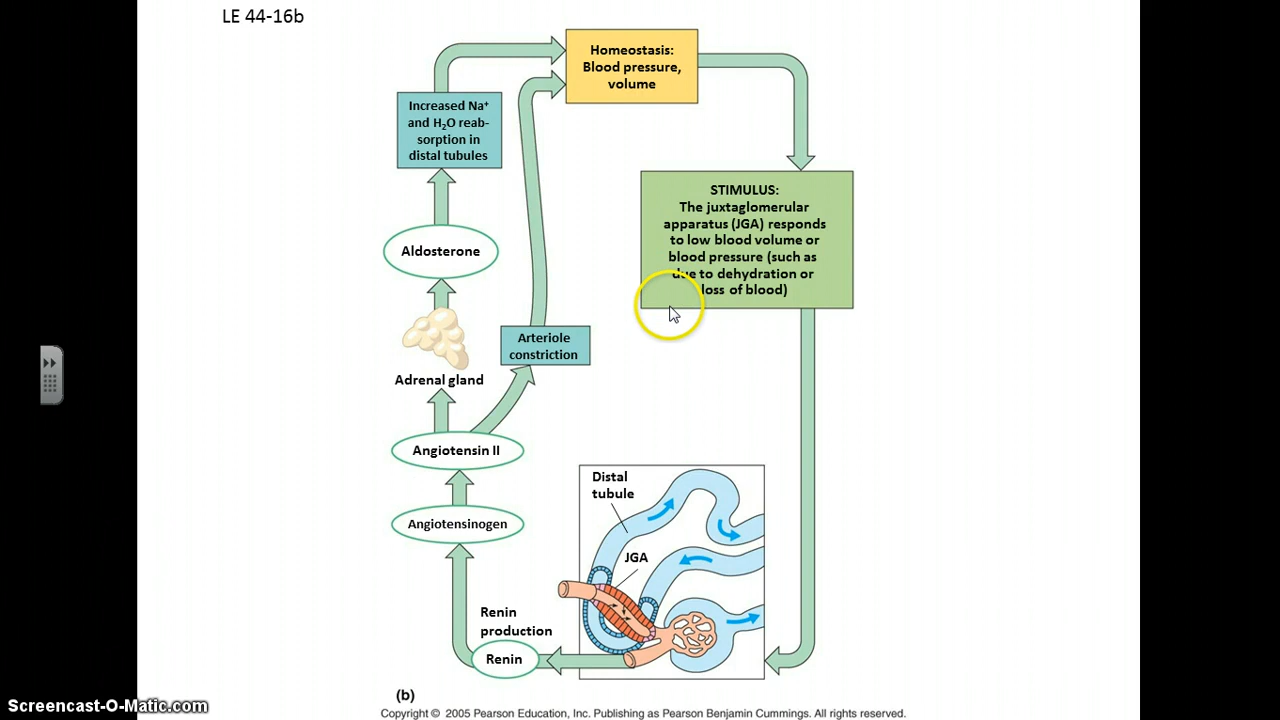 LE 44-16b
Homeostasis:
Blood pressure,
volume
Increased Na⁺
and H₂O reab-
sorption in
distal tubules
STIMULUS:
The juxtaglomerular
apparatus (JGA) responds
to low blood volume or
blood pressure (such as
due to dehydration or
loss of blood)
Aldosterone
Arteriole
constriction
Adrenal gland
Angiotensin II
Distal
tubule
Angiotensinogen
JGA
Renin
production
Renin
(b)
Copyright © 2005 Pearson Education, Inc. Publishing as Pearson Benjamin Cummings. All rights reserved.
Screencast-O-Matic.com